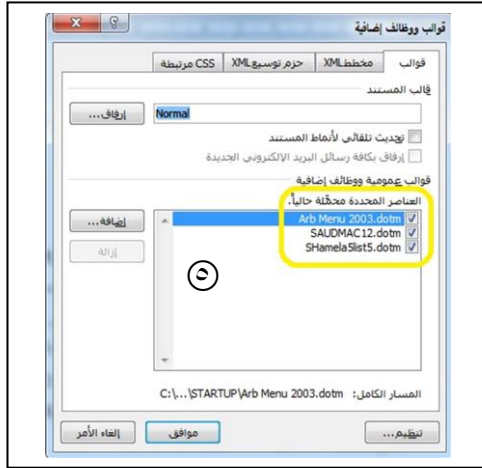 قوالب ووظائف إضافية
قوالب
مخططXML
حزم توسيعXML
CSS مرتبطة
قالب المستند
Normal
إرفاق...
تحديث تلقائي لأنماط المستند
إرفاق بكافة رسائل البريد الإلكتروني الجديدة
قوالب عمومية ووظائف إضافية
العناصر المحددة محمّلة حالياً.
Arb Menu 2003.dotm
SAUDMAC12.dotm
SHamela5list5.dotm
إضافة...
إزالة
٥
المسار الكامل: C:\...\STARTUP\Arb Menu 2003.dotm
تنظيم...
موافق
إلغاء الأمر